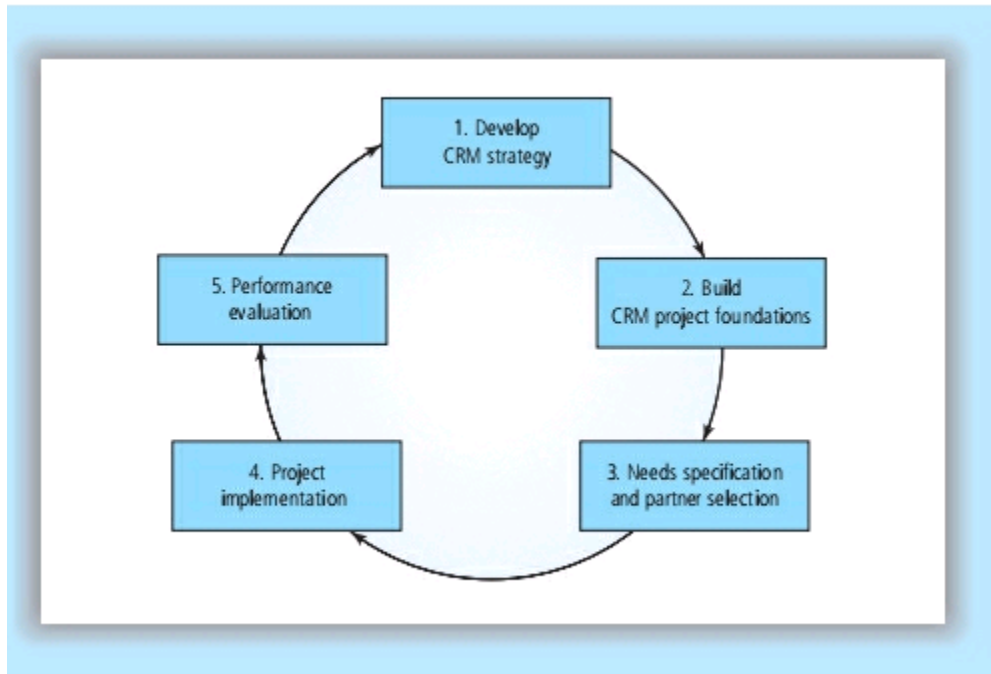 1. Develop
CRM strategy
2. Build
CRM project foundations
3. Needs specification
and partner selection
4. Project
implementation
5. Performance
evaluation